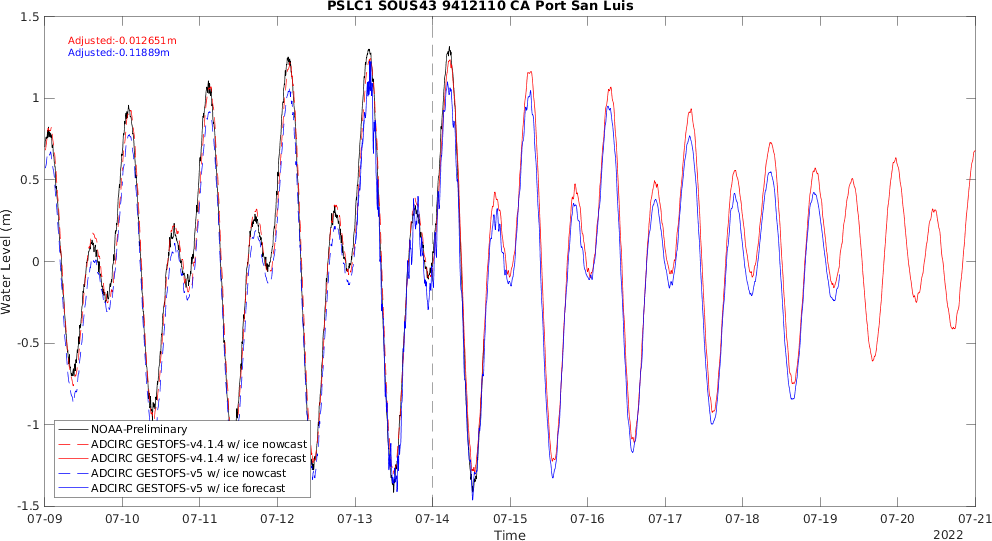 PSLC1 SOUS43 9412110 CA Port San Luis
Adjusted:-0.012651m
Adjusted:-0.11889m
Water Level (m)
1.5
1
0.5
0
-0.5
-1
-1.5
NOAA-Preliminary
ADCIRC GESTOFS-v4.1.4 w/ ice nowcast
ADCIRC GESTOFS-v4.1.4 w/ ice forecast
ADCIRC GESTOFS-v5 w/ ice nowcast
ADCIRC GESTOFS-v5 w/ ice forecast
07-09 07-10 07-11 07-12 07-13 07-14 07-15 07-16 07-17 07-18 07-19 07-20 07-21
Time
2022